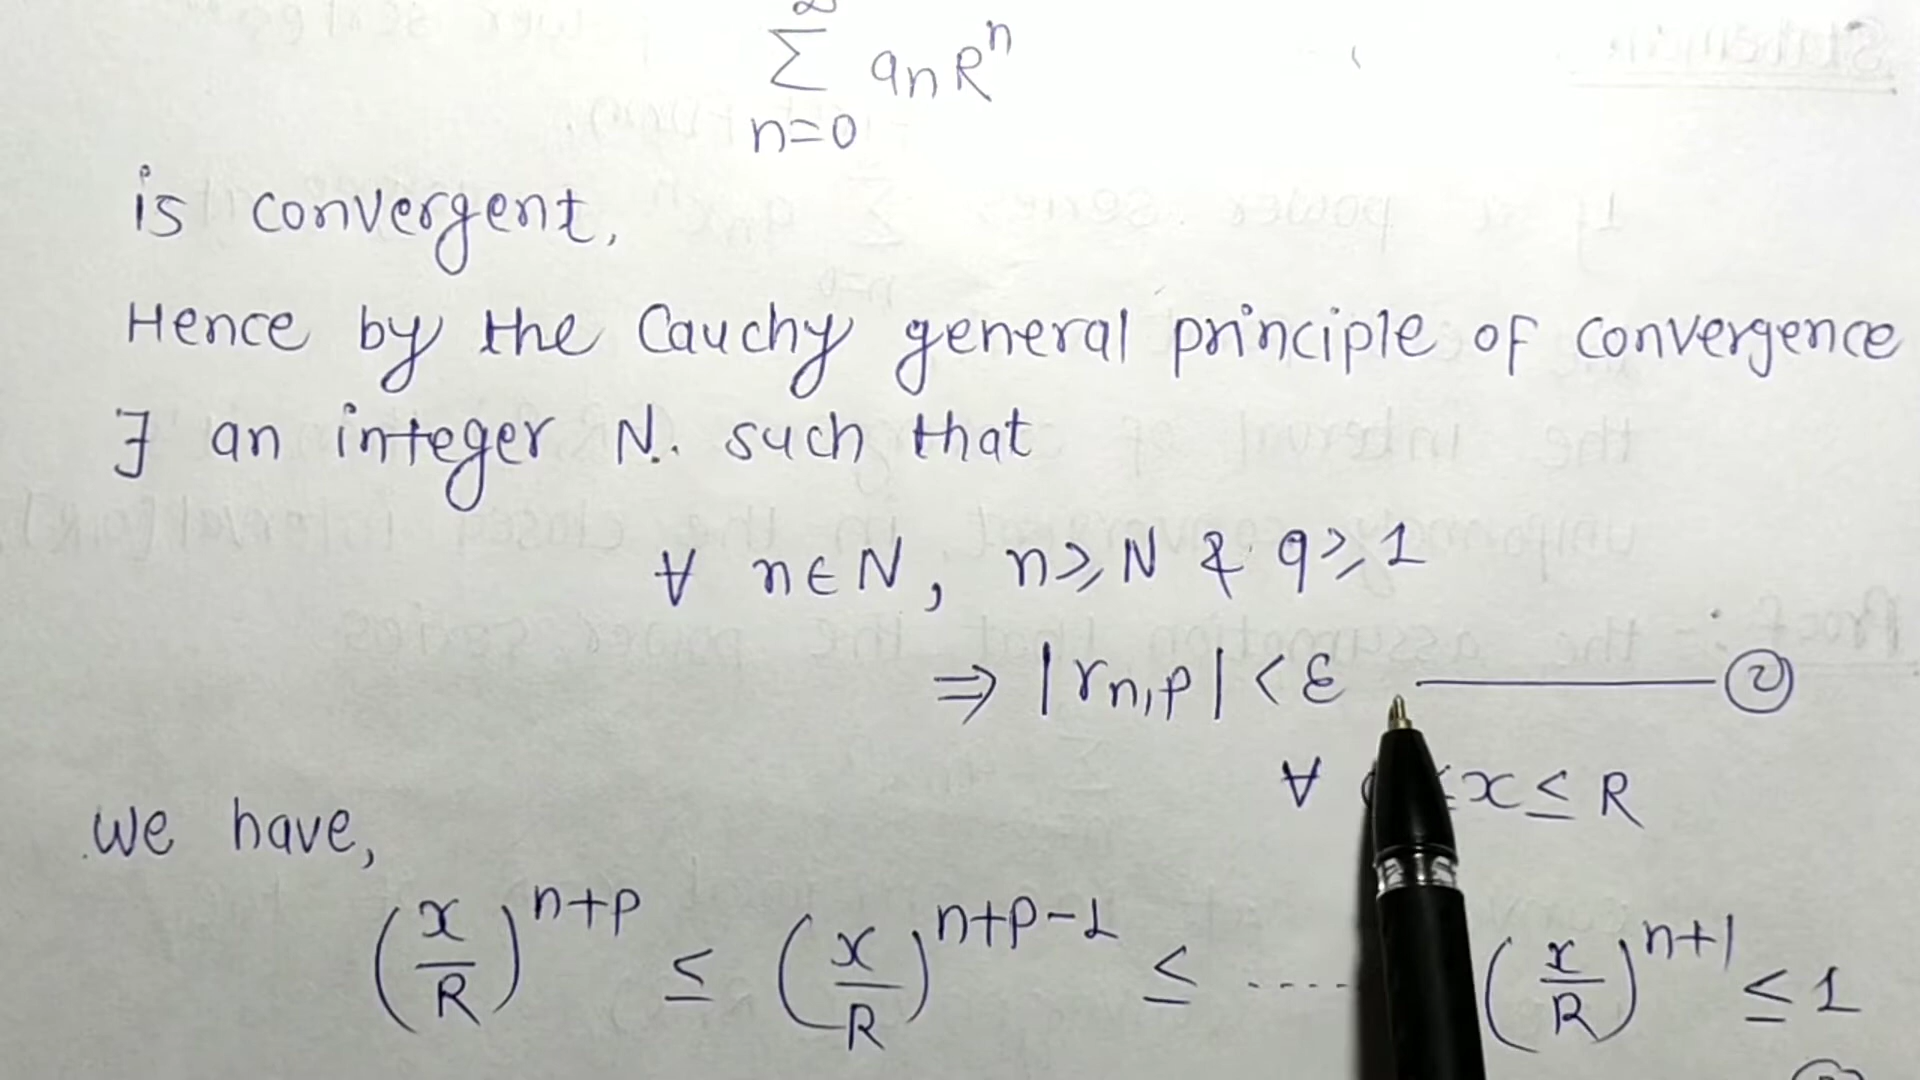 ∞
∑ aₙRⁿ
n=0
is convergent.
Hence by the Cauchy general principle of convergence
∃ an integer N. such that
∀ n∈N, n≥N & q≥1
⇒ |rₙ,ₚ| < ε ——— ②
∀ ≤x≤R
We have,
(x/R)ⁿ⁺ᵖ ≤ (x/R)ⁿ⁺ᵖ⁻¹ ≤ ..... (x/R)ⁿ⁺¹ ≤ 1